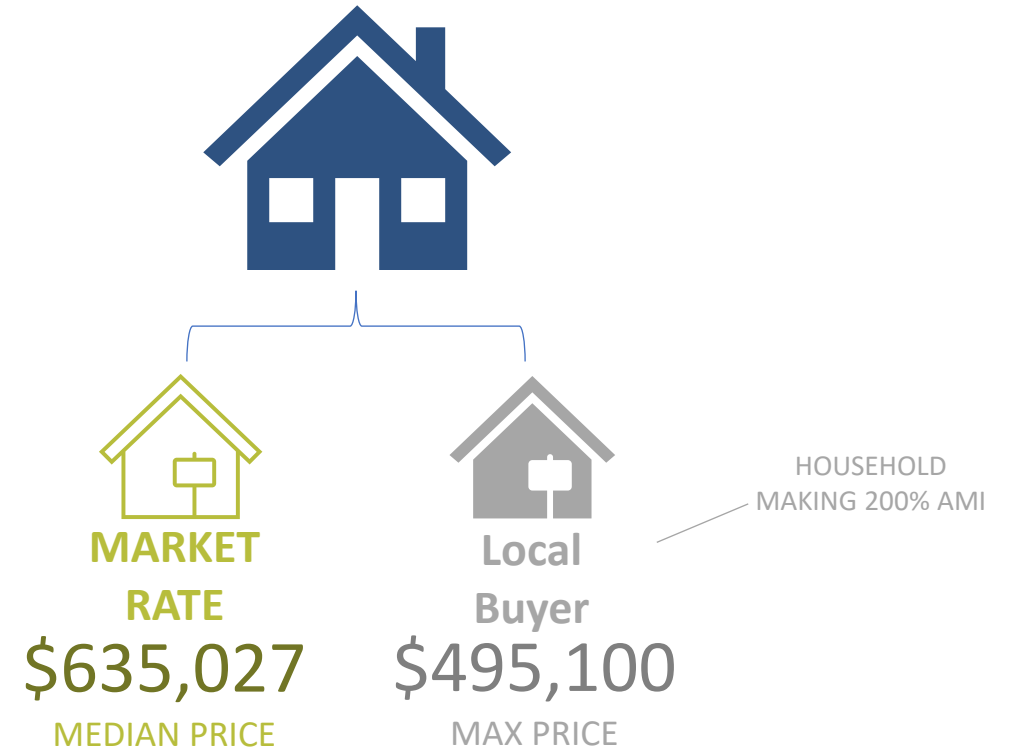 MARKET
RATE
$635,027
MEDIAN PRICE
Local
Buyer
$495,100
MAX PRICE
HOUSEHOLD
MAKING 200% AMI